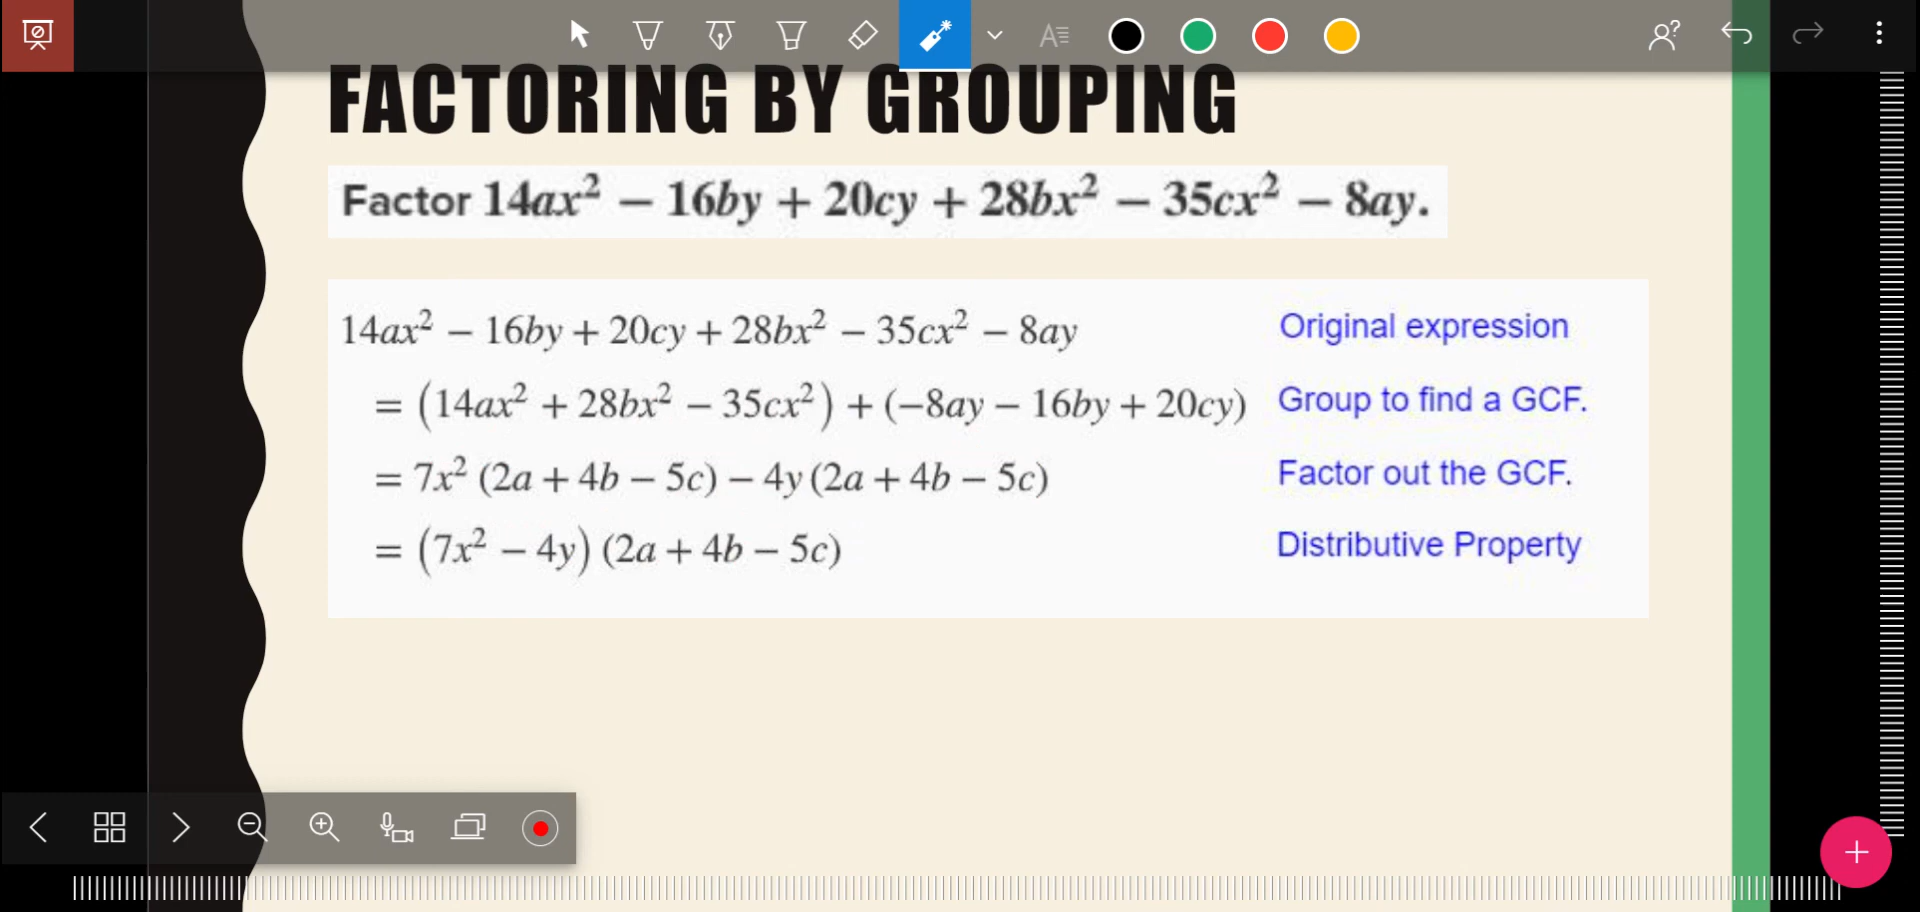 FACTORING BY GROUPING
Factor 14ax² − 16by + 20cy + 28bx² − 35cx² − 8ay.
14ax² − 16by + 20cy + 28bx² − 35cx² − 8ay Original expression
= (14ax² + 28bx² − 35cx²) + (−8ay − 16by + 20cy) Group to find a GCF.
= 7x² (2a + 4b − 5c) − 4y (2a + 4b − 5c) Factor out the GCF.
= (7x² − 4y) (2a + 4b − 5c) Distributive Property